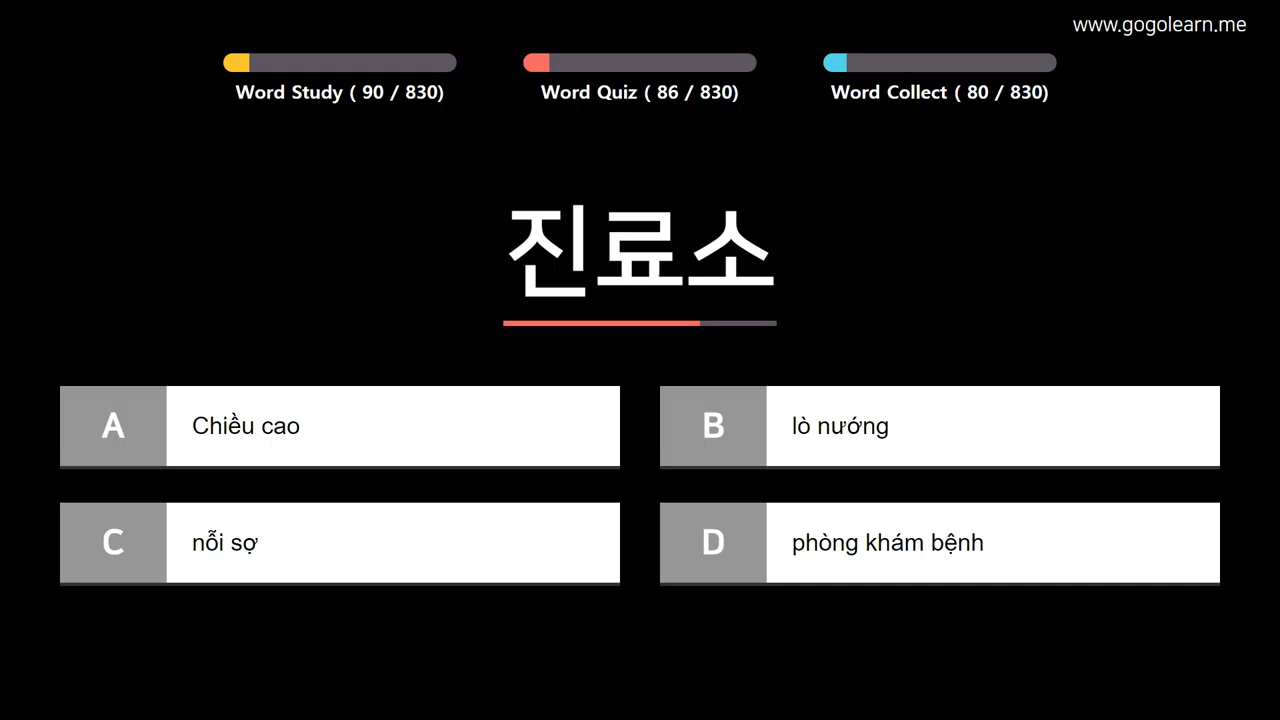 www.gogolearn.me
Word Study ( 90 / 830)
Word Quiz ( 86 / 830)
Word Collect ( 80 / 830)
진료소
A Chiều cao
B lò nướng
C nỗi sợ
D phòng khám bệnh